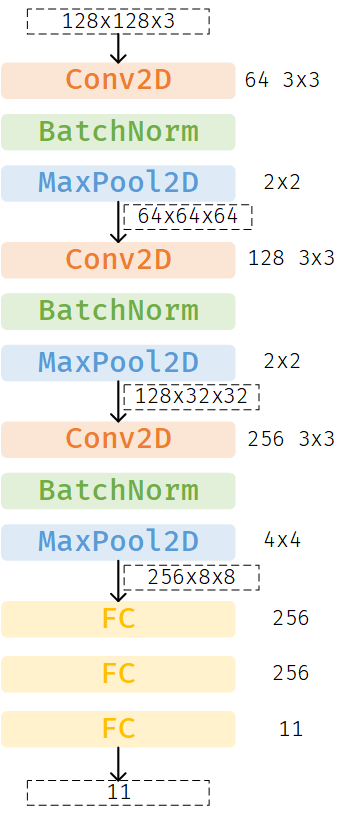 128x128x3
Conv2D 64 3x3
BatchNorm
MaxPool2D 2x2
64x64x64
Conv2D 128 3x3
BatchNorm
MaxPool2D 2x2
128x32x32
Conv2D 256 3x3
BatchNorm
MaxPool2D 4x4
256x8x8
FC 256
FC 256
FC 11
11